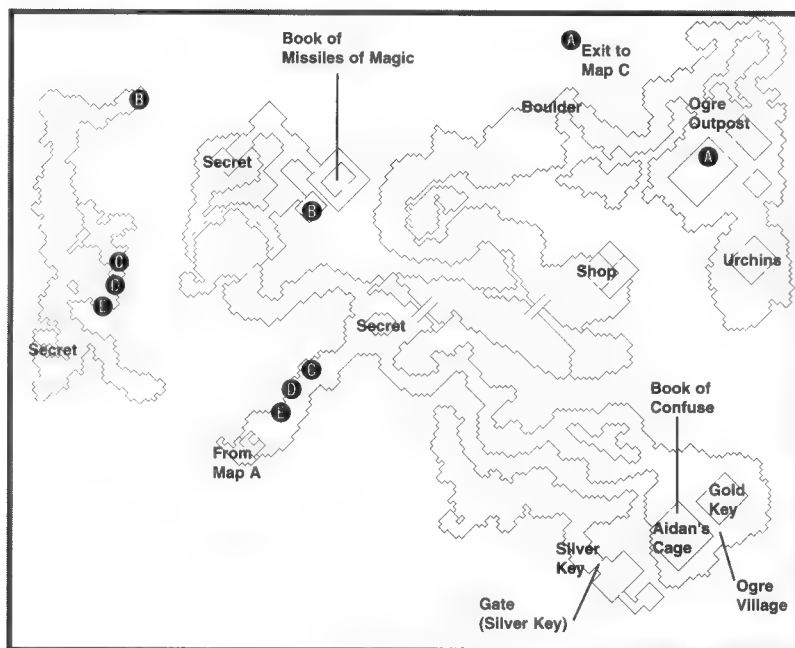 Book of
Missiles of Magic
A
Exit to
Map C
Boulder
Ogre
Outpost
A
B
Secret
B
Urchins
Shop
C
D
E
Secret
Secret
C
D
E
From
Map A
Book of
Confuse
Gold
Key
Aidan's
Cage
Silver
Key
Ogre
Village
Gate
(Silver Key)